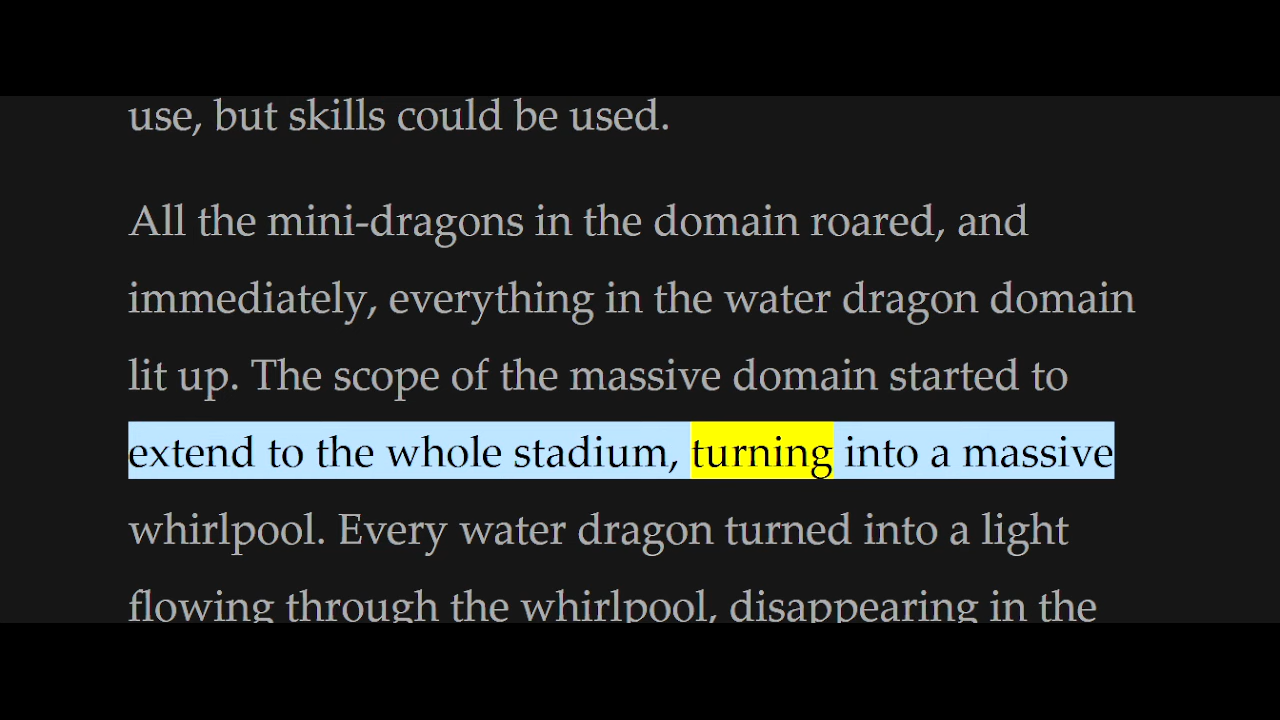 use, but skills could be used.
All the mini-dragons in the domain roared, and
immediately, everything in the water dragon domain
lit up. The scope of the massive domain started to
extend to the whole stadium, turning into a massive
whirlpool. Every water dragon turned into a light
flowing through the whirlpool, disappearing in the